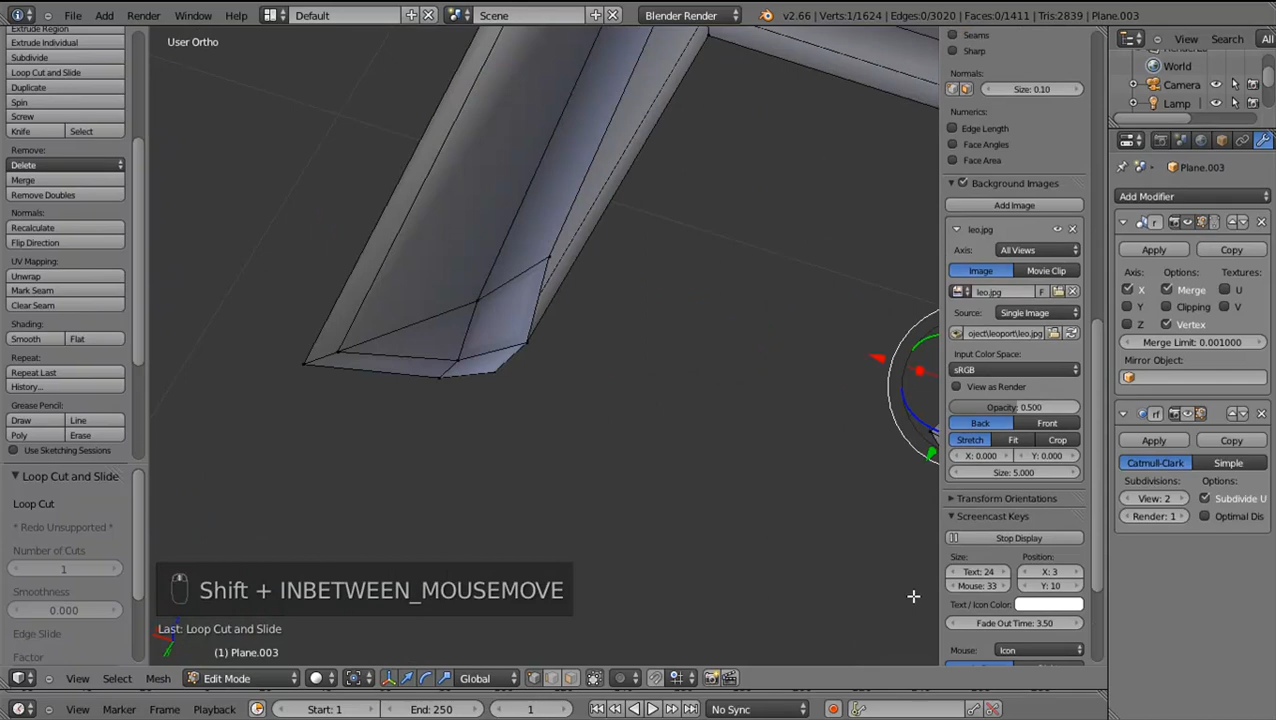 File Add Render Window Help Default Scene Blender Render v2.66 | Verts:1/1624 | Edges:0/3020 | Faces:0/1411 | Tris:2839 | Plane.003
User Ortho
Extrude Region
Extrude Individual
Subdivide
Loop Cut and Slide
Duplicate
Spin
Screw
Knife Select
Remove:
Delete
Merge
Remove Doubles
Normals:
Recalculate
Flip Direction
UV Mapping:
Unwrap
Mark Seam
Clear Seam
Shading:
Smooth Flat
Repeat:
Repeat Last
History...
Grease Pencil:
Draw Line
Poly Erase
Use Sketching Sessions
Loop Cut and Slide
Loop Cut
* Redo Unsupported *
Number of Cuts
1
Smoothness
0.000
Edge Slide
Factor
Shift + INBETWEEN_MOUSEMOVE
Last: Loop Cut and Slide
(1) Plane.003
Seams
Sharp
Normals:
Size: 0.10
Numerics:
Edge Length
Face Angles
Face Area
Background Images
Add Image
leo.jpg
Axis: All Views
Image Movie Clip
leo.jpg F
Source: Single Image
oject\leoport\leo.jpg
Input Color Space:
sRGB
View as Render
Opacity: 0.500
Back Front
Stretch Fit Crop
X: 0.000 Y: 0.000
Size: 5.000
Transform Orientations
Screencast Keys
Stop Display
Size: Position:
Text: 24 X: 3
Mouse: 33 Y: 10
Text / Icon Color:
Fade Out Time: 3.50
Mouse: Icon
View Search All
World
Camera
Lamp
Plane.003
Add Modifier
r
Apply Copy
Axis: Options: Textures:
X Merge U
Y Clipping V
Z Vertex
Merge Limit: 0.001000
Mirror Object:
rf
Apply Copy
Catmull-Clark Simple
Subdivisions: Options:
View: 2 Subdivide U
Render: 1 Optimal Dis
View Select Mesh Edit Mode Global
View Marker Frame Playback Start: 1 End: 250 1 No Sync